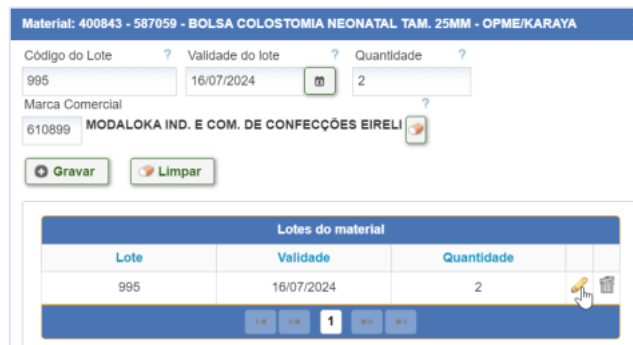 Material: 400843 - 587059 - BOLSA COLOSTOMIA NEONATAL TAM. 25MM - OPME/KARAYA
Código do Lote ? Validade do lote ? Quantidade ?
995 16/07/2024 2
Marca Comercial ?
610899 MODALOKA IND. E COM. DE CONFECÇÕES EIRELI
Gravar Limpar
Lotes do material
Lote Validade Quantidade
995 16/07/2024 2
1